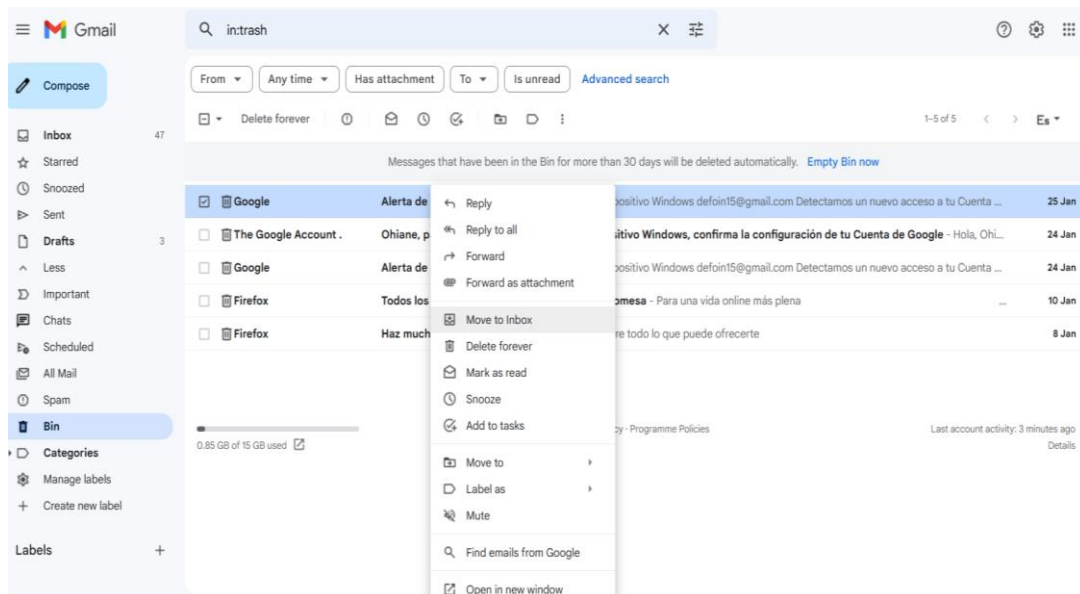 Gmail
in:trash
Compose
From Any time Has attachment To Is unread Advanced search
Delete forever
1–5 of 5
Es
Inbox 47
Starred
Snoozed
Sent
Drafts 3
Less
Important
Chats
Scheduled
All Mail
Spam
Bin
Categories
Manage labels
Create new label
Labels
Messages that have been in the Bin for more than 30 days will be deleted automatically. Empty Bin now
Google Alerta de
Windows defoin15@gmail.com Detectamos un nuevo acceso a tu Cuenta ... 25 Jan
The Google Account . Ohiane, p
Windows, confirma la configuración de tu Cuenta de Google - Hola, Ohi... 24 Jan
Google Alerta de
Windows defoin15@gmail.com Detectamos un nuevo acceso a tu Cuenta ... 24 Jan
Firefox Todos los
- Para una vida online más plena ... 10 Jan
Firefox Haz much
todo lo que puede ofrecerte 8 Jan
Reply
Reply to all
Forward
Forward as attachment
Move to Inbox
Delete forever
Mark as read
Snooze
Add to tasks
Move to
Label as
Mute
Find emails from Google
Open in new window
0.85 GB of 15 GB used
cy · Programme Policies
Last account activity: 3 minutes ago
Details